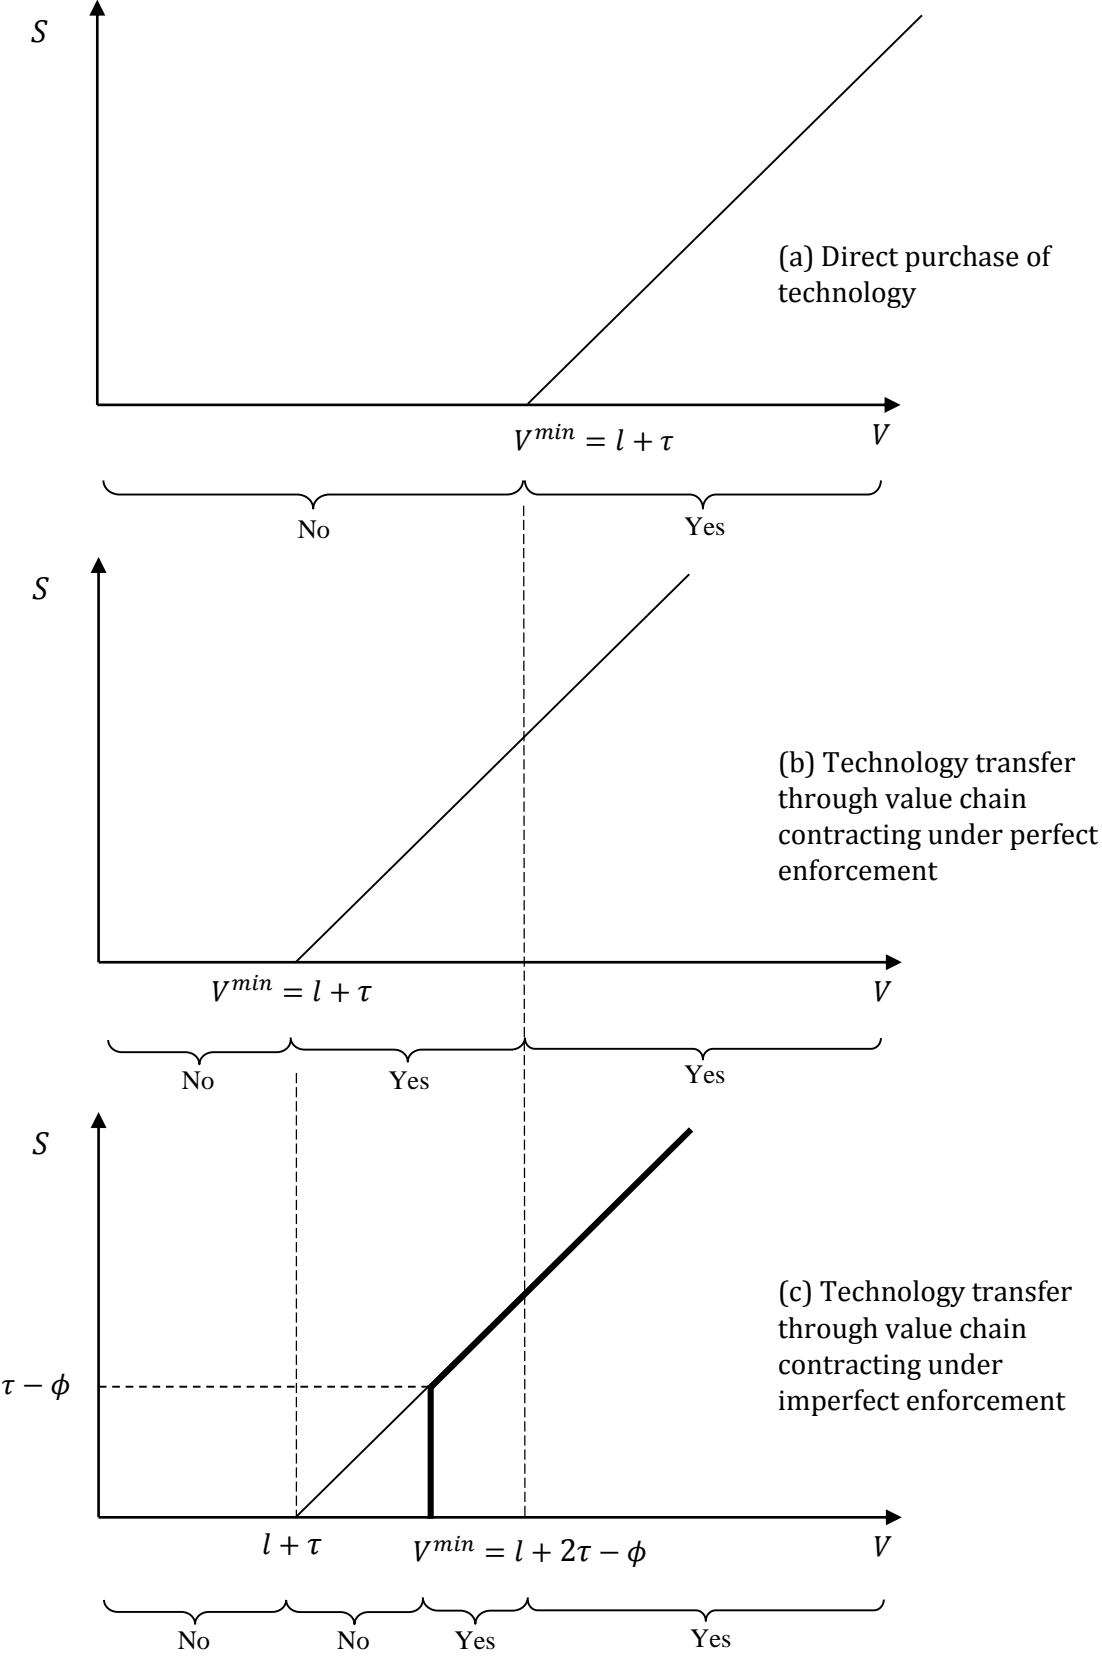 S
(a) Direct purchase of
technology
V^{min} = l + τ
V
No
Yes
S
(b) Technology transfer
through value chain
contracting under perfect
enforcement
V^{min} = l + τ
V
No
Yes
Yes
S
(c) Technology transfer
through value chain
contracting under
imperfect enforcement
τ − ϕ
l + τ
V^{min} = l + 2τ − ϕ
V
No
No
Yes
Yes